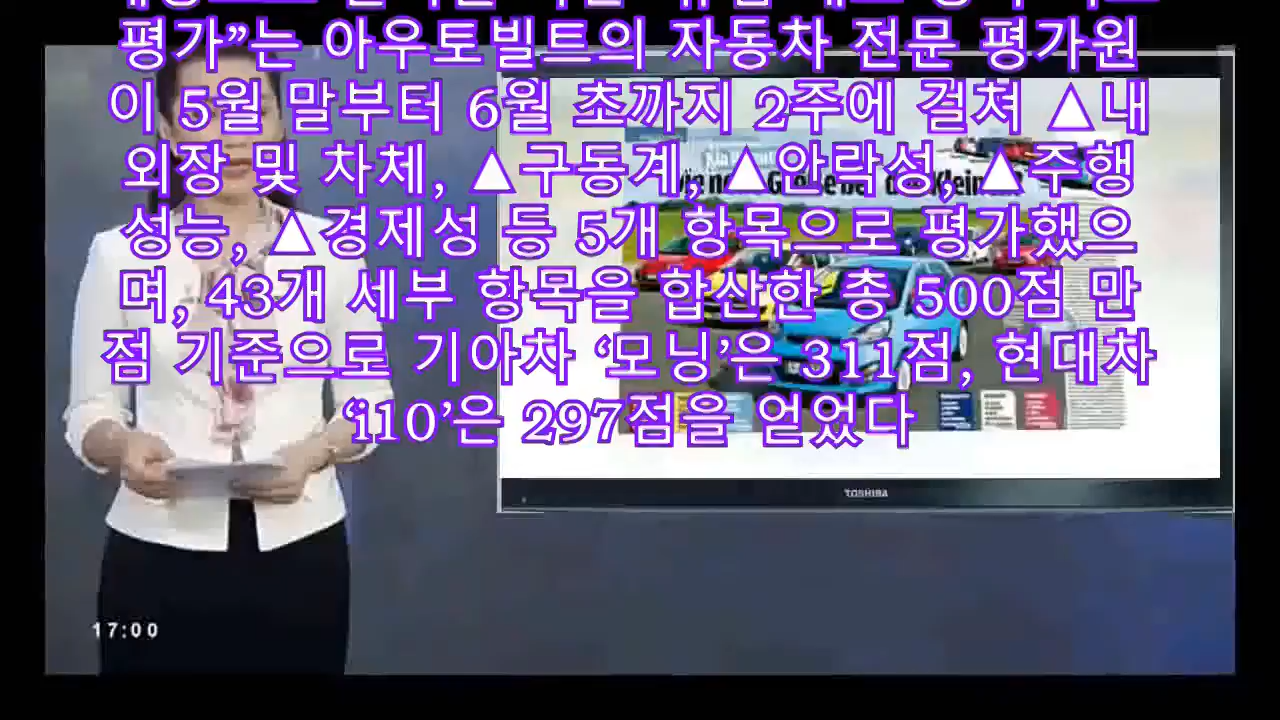 평가”는 아우토빌트의 자동차 전문 평가원
이 5월 말부터 6월 초까지 2주에 걸쳐 ▲내
외장 및 차체, ▲구동계, ▲안락성, ▲주행
성능, ▲경제성 등 5개 항목으로 평가했으
며, 43개 세부 항목을 합산한 총 500점 만
점 기준으로 기아차 ‘모닝’은 311점, 현대차
‘i10’은 297점을 얻었다
TOSHIBA
17:00